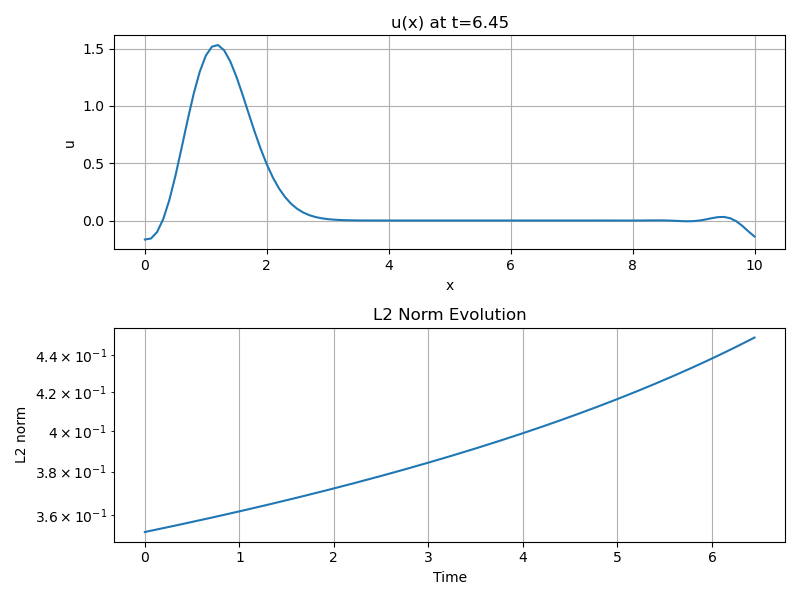 u(x) at t=6.45
u
1.5
1.0
0.5
0.0
0 2 4 6 8 10
x
L2 Norm Evolution
L2 norm
4.4 × 10⁻¹
4.2 × 10⁻¹
4 × 10⁻¹
3.8 × 10⁻¹
3.6 × 10⁻¹
0 1 2 3 4 5 6
Time